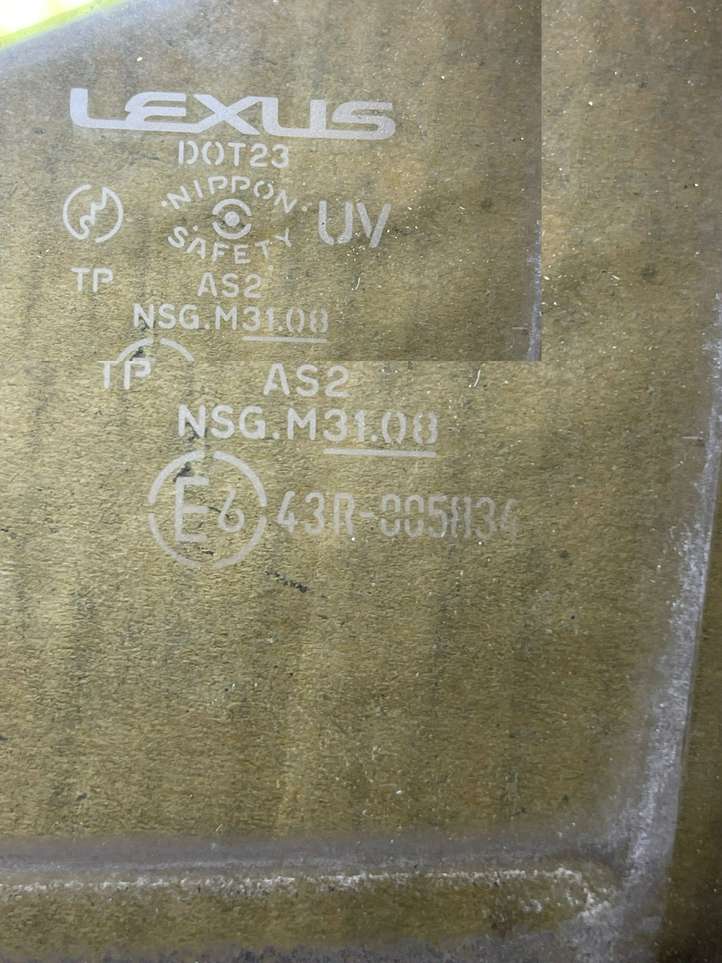 LEXUS
DOT23
NIPPON SAFETY UV
TP AS2
NSG.M31.08
TP AS2
NSG.M31.08
E6